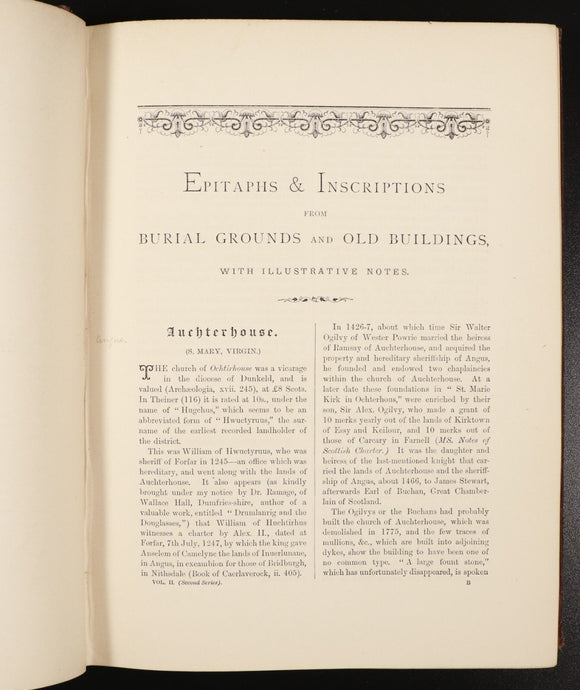 EPITAPHS & INSCRIPTIONS
FROM
BURIAL GROUNDS AND OLD BUILDINGS,
WITH ILLUSTRATIVE NOTES.
Auchterhouse.
(S. MARY, VIRGIN.)
THE church of Ochtirhouse was a vicarage
in the diocese of Dunkeld, and is
valued (Archæologia, xvii. 245), at £8 Scots.
In Theiner (116) it is rated at 10s., under
the name of "Hugehus," which seems to be an
abbreviated form of "Hwuctyruus," the sur-
name of the earliest recorded landholder of
the district.
This was William of Hwuctyruus, who was
sheriff of Forfar in 1245—an office which was
hereditary, and went along with the lands of
Auchterhouse. It also appears (as kindly
brought under my notice by Dr. Ramage, of
Wallace Hall, Dumfries-shire, author of a
valuable work, entitled "Drumlanrig and the
Douglasses,") that William of Huchtirhus
witnesses a charter by Alex. II., dated at
Forfar, 7th July, 1247, by which the king gave
Anselem of Camelyne the lands of Inuerlunane,
in Angus, in excambion for those of Bridburgh,
in Nithsdale (Book of Caerlaverock, ii. 405).
VOL. II. (Second Series).
In 1426-7, about which time Sir Walter
Ogilvy of Wester Powrie married the heiress
of Ramsay of Auchterhouse, and acquired the
property and hereditary sheriffship of Angus,
he founded and endowed two chaplaincies
within the church of Auchterhouse. At a
later date these foundations in "St. Marie
Kirk in Ochterhous," were enriched by their
son, Sir Alex. Ogilvy, who made a grant of
10 merks yearly out of the lands of Kirktown
of Essy and Keilour, and 10 merks out of
those of Carcary in Farnell (MS. Notes of
Scottish Charter.) It was the daughter and
heiress of the last-mentioned knight that car-
ried the lands of Auchterhouse and the sheriff-
ship of Angus, about 1466, to James Stewart,
afterwards Earl of Buchan, Great Chamber-
lain of Scotland.
The Ogilvys or the Buchans had probably
built the church of Auchterhouse, which was
demolished in 1775, and the few traces of
mullions, &c., which are built into adjoining
dykes, show the building to have been one of
no common type. "A large fount stone,"
which has unfortunately disappeared, is spoken
B